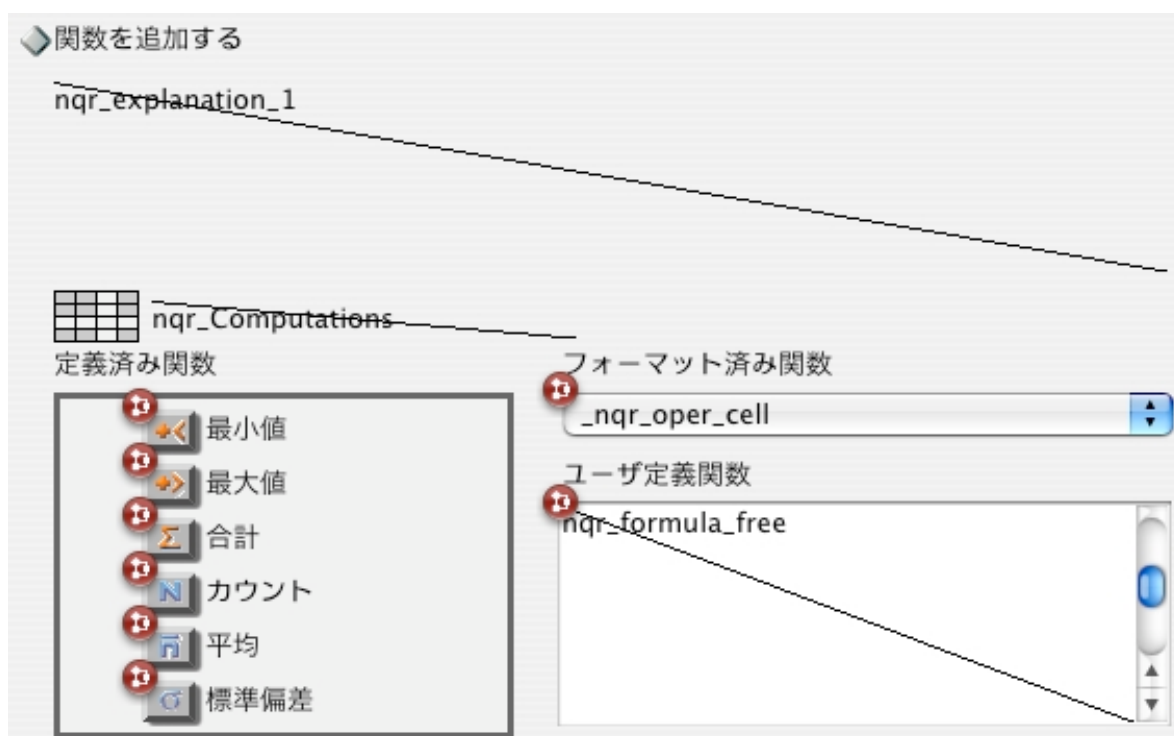 関数を追加する
nqr_explanation_1
nqr_Computations
定義済み関数
最小値
最大値
合計
カウント
平均
標準偏差
フォーマット済み関数
_nqr_oper_cell
ユーザ定義関数
nqr_formula_free